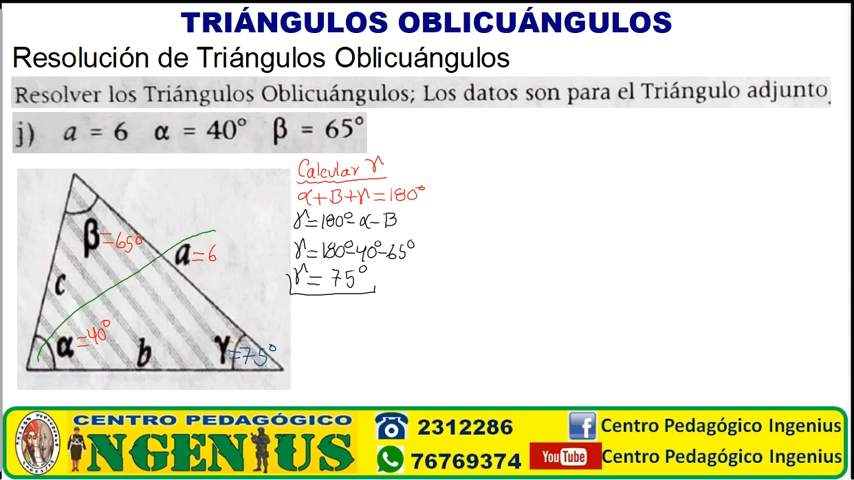 TRIÁNGULOS OBLICUÁNGULOS
Resolución de Triángulos Oblicuángulos
Resolver los Triángulos Oblicuángulos; Los datos son para el Triángulo adjunto.
j) a = 6 α = 40° β = 65°
Calcular γ
α+β+γ=180°
γ=180°-α-β
γ=180°-40°-65°
γ= 75°
β=65°
a=6
c
α=40°
b
γ=75°
CENTRO PEDAGÓGICO
INGENIUS
2312286
76769374
f Centro Pedagógico Ingenius
YouTube Centro Pedagógico Ingenius